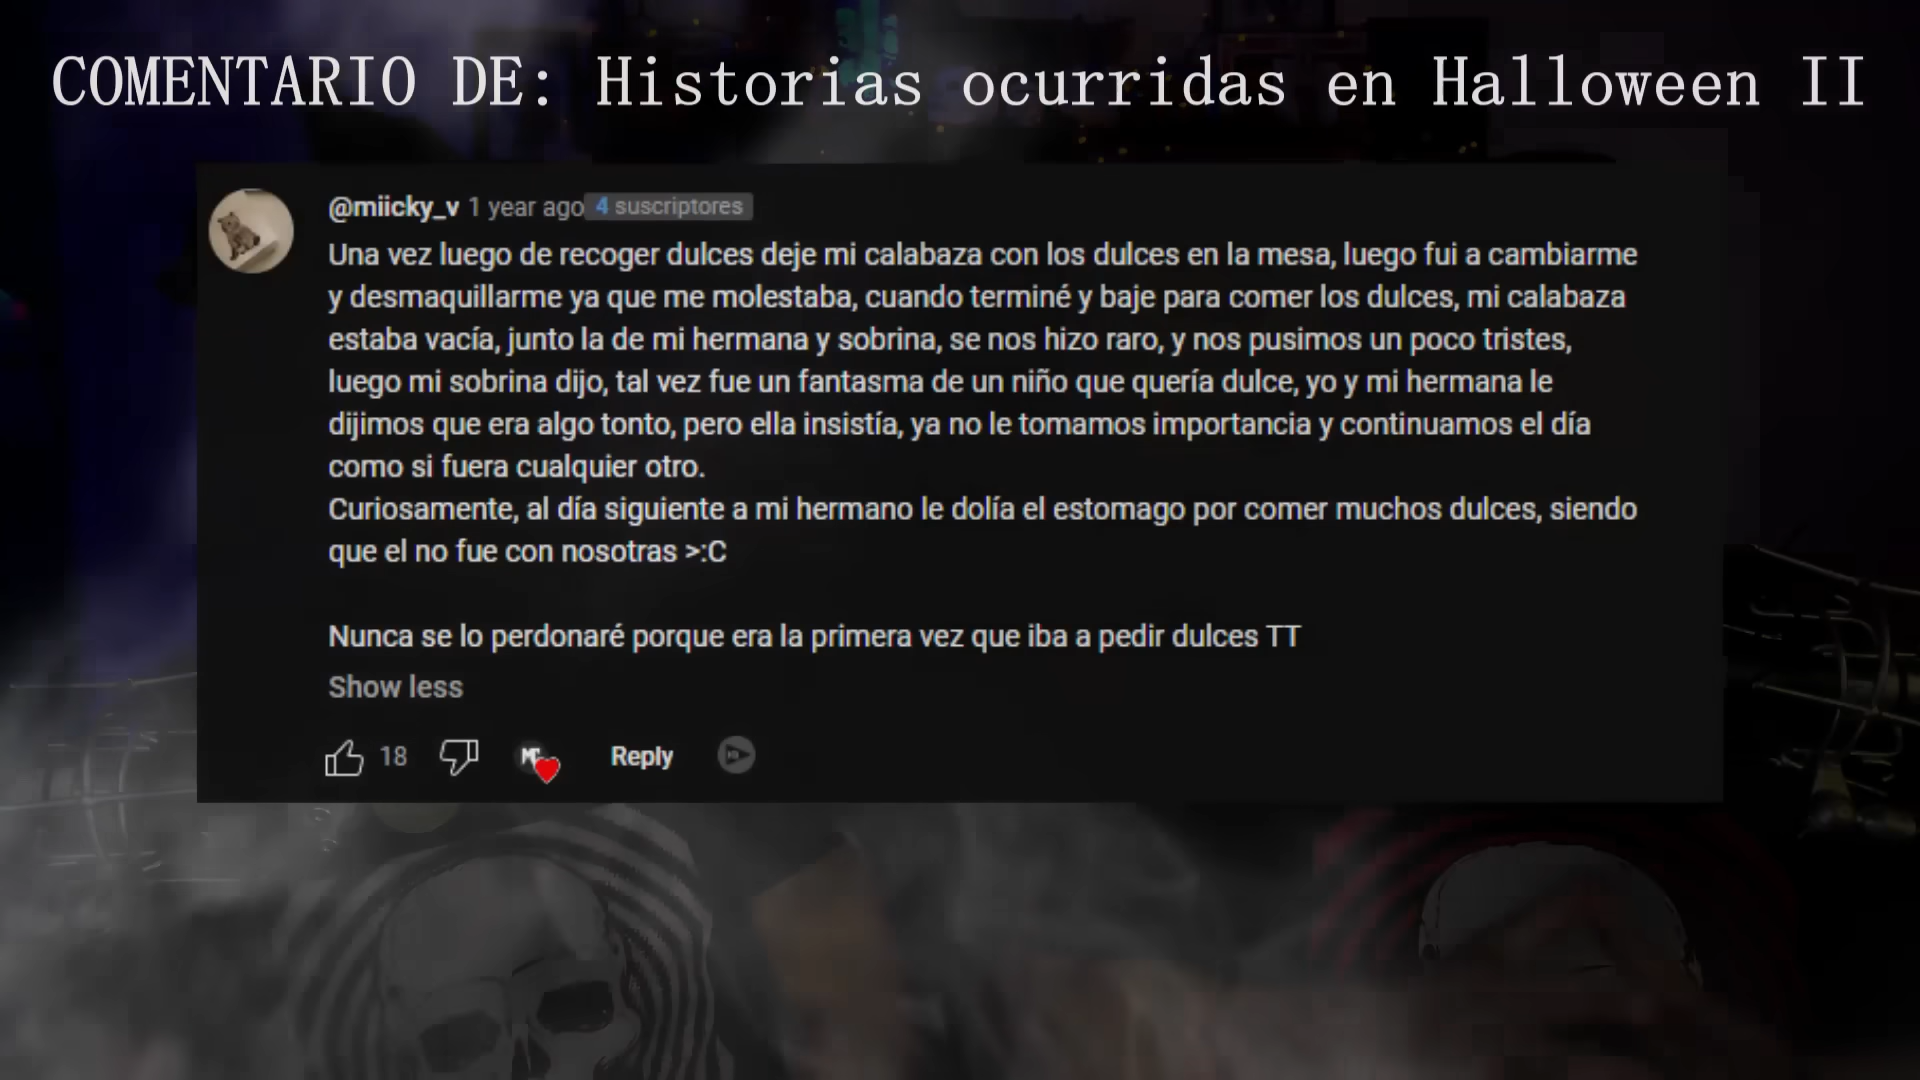 COMENTARIO DE: Historias ocurridas en Halloween II
@miicky_v 1 year ago 4 suscriptores
Una vez luego de recoger dulces deje mi calabaza con los dulces en la mesa, luego fui a cambiarme
y desmaquillarme ya que me molestaba, cuando terminé y baje para comer los dulces, mi calabaza
estaba vacía, junto la de mi hermana y sobrina, se nos hizo raro, y nos pusimos un poco tristes,
luego mi sobrina dijo, tal vez fue un fantasma de un niño que quería dulce, yo y mi hermana le
dijimos que era algo tonto, pero ella insistía, ya no le tomamos importancia y continuamos el día
como si fuera cualquier otro.
Curiosamente, al día siguiente a mi hermano le dolía el estomago por comer muchos dulces, siendo
que el no fue con nosotras >:C
Nunca se lo perdonaré porque era la primera vez que iba a pedir dulces TT
Show less
18 Reply